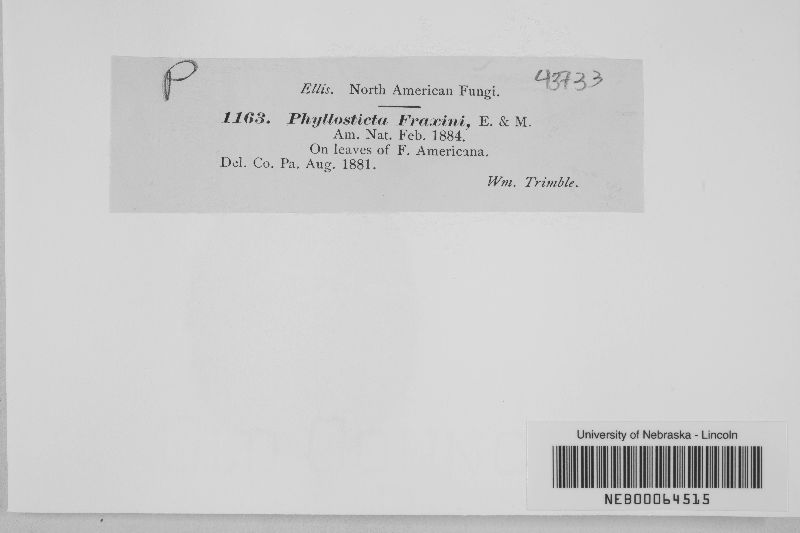 P
43733
Ellis. North American Fungi.
1163. Phyllosticta Fraxini, E. & M.
Am. Nat. Feb. 1884.
On leaves of F. Americana.
Del. Co. Pa. Aug. 1881.
Wm. Trimble.
University of Nebraska - Lincoln
NEB00064515